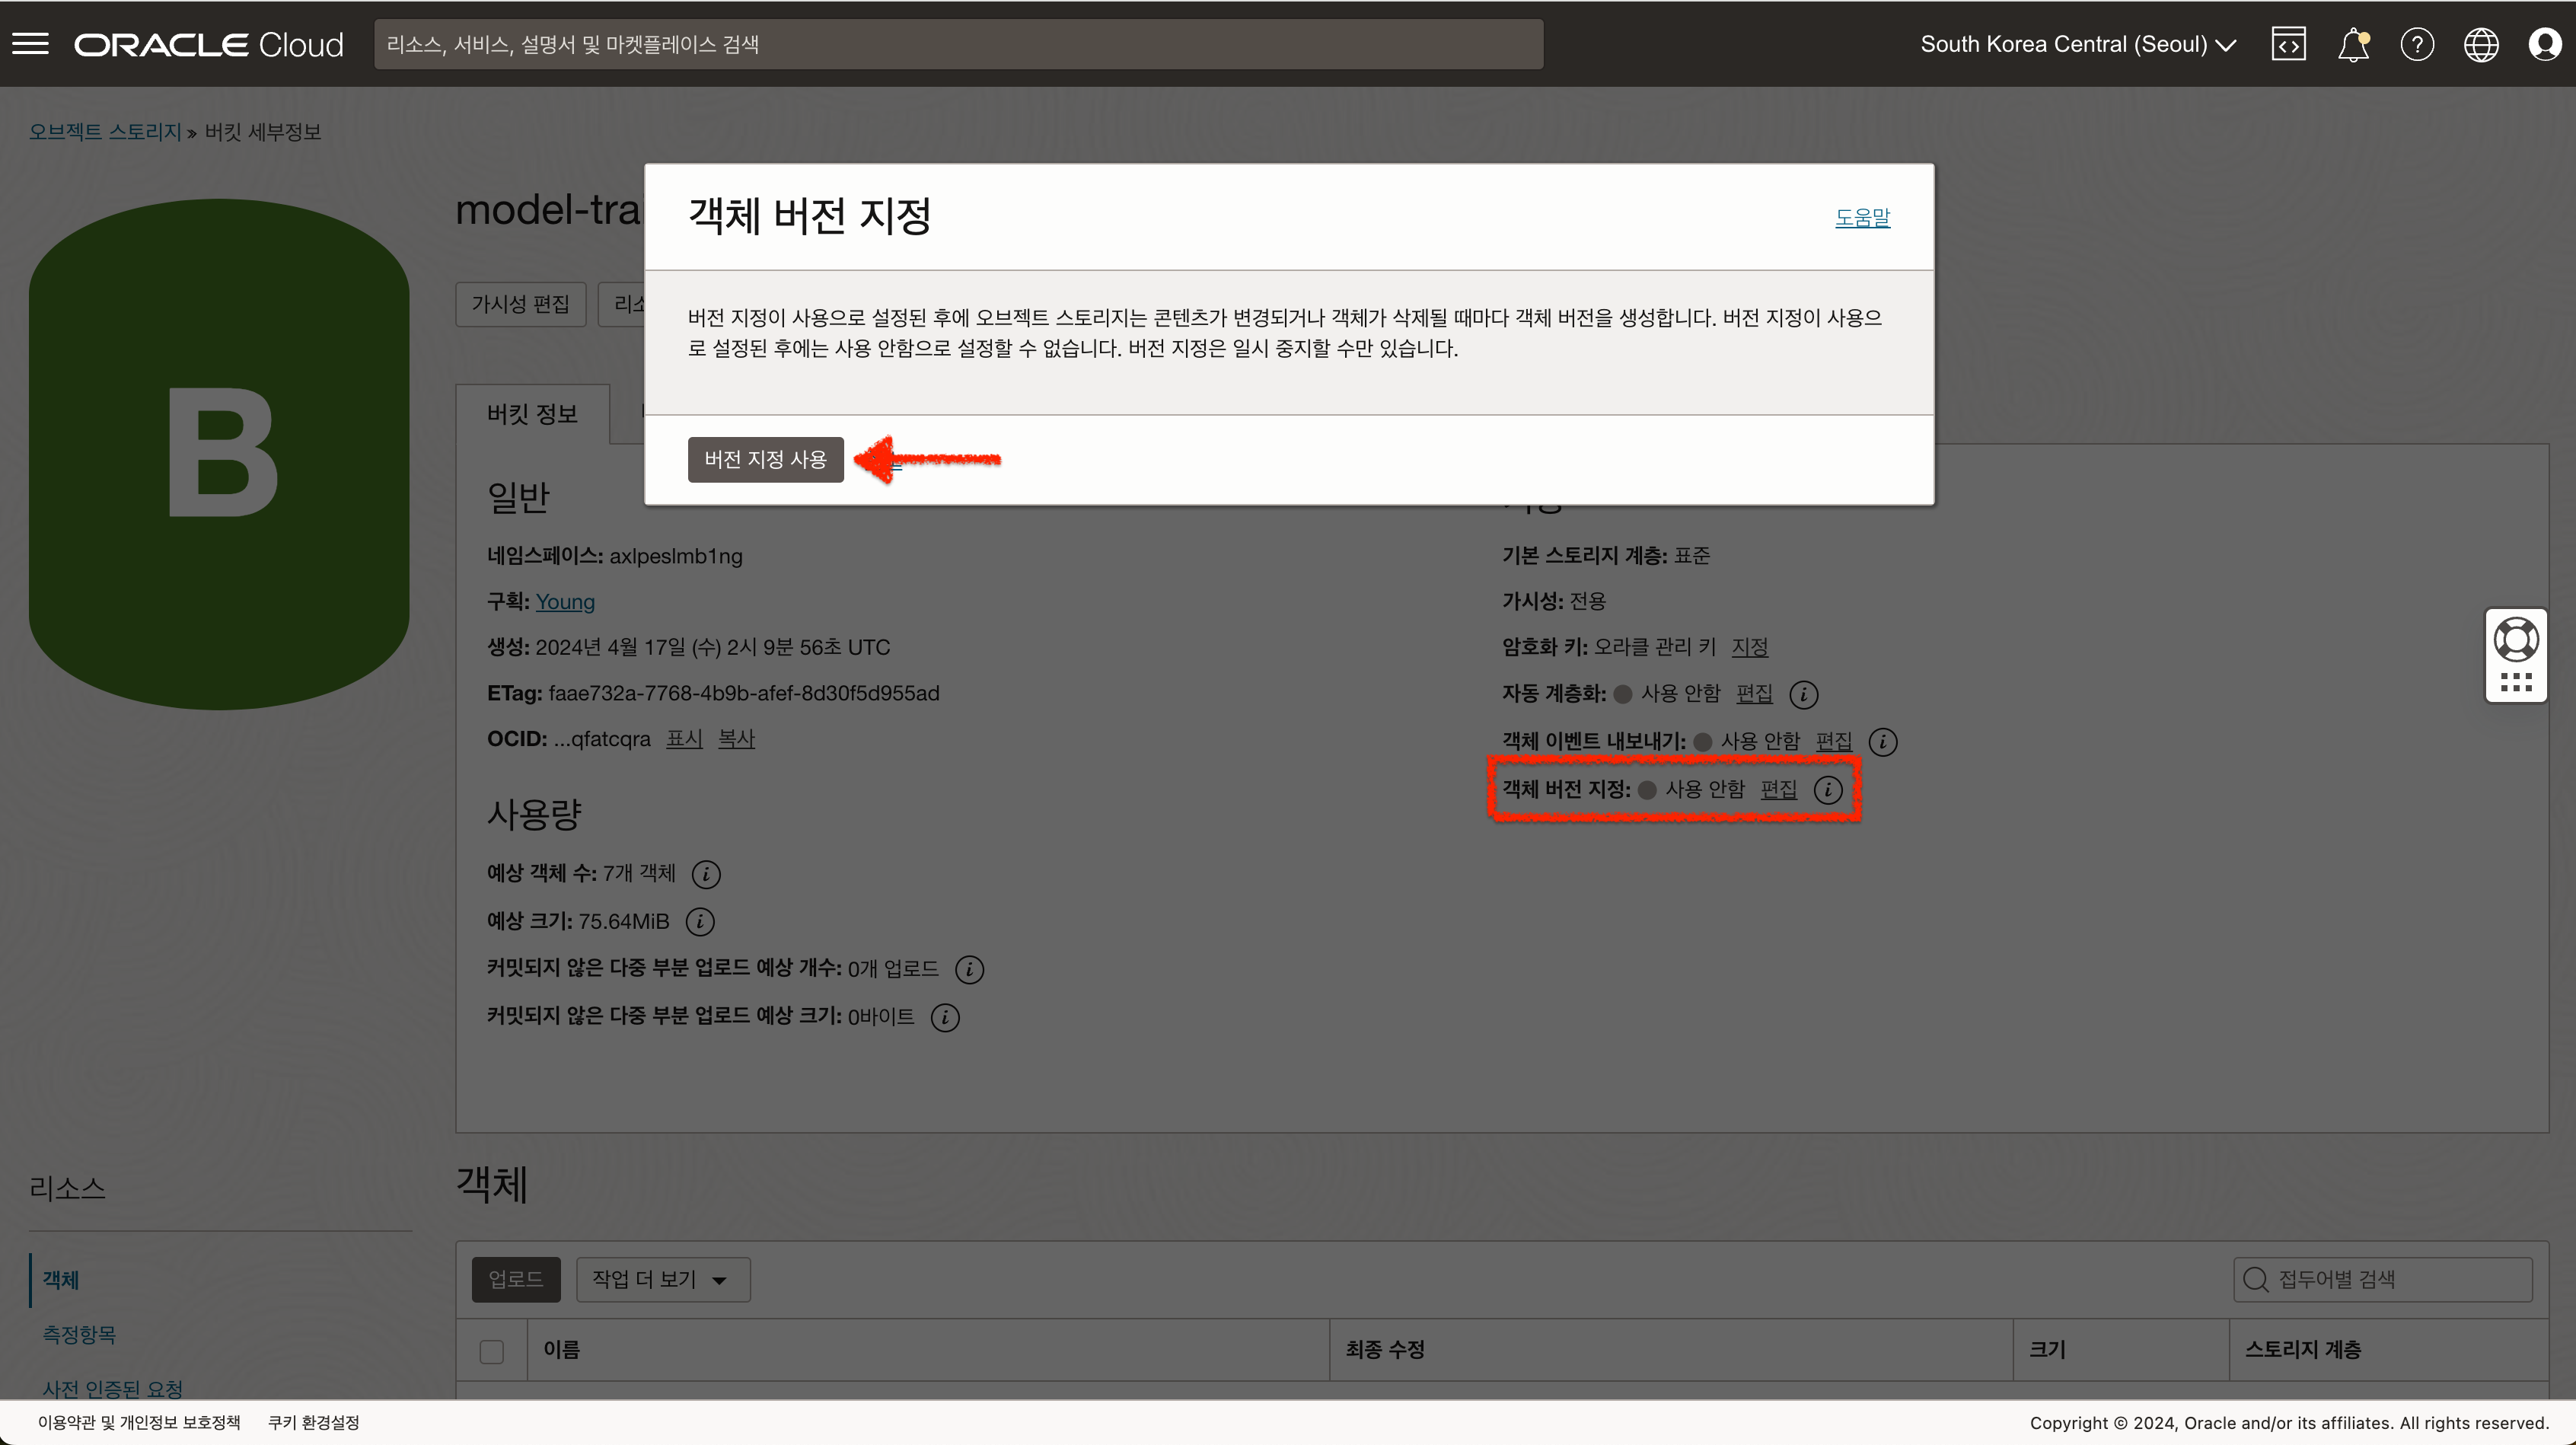 ORACLE Cloud
리소스, 서비스, 설명서 및 마켓플레이스 검색
South Korea Central (Seoul)
오브젝트 스토리지 » 버킷 세부정보
B
model-tra
가시성 편집
객체 버전 지정
도움말
버전 지정이 사용으로 설정된 후에 오브젝트 스토리지는 콘텐츠가 변경되거나 객체가 삭제될 때마다 객체 버전을 생성합니다. 버전 지정이 사용으
로 설정된 후에는 사용 안함으로 설정할 수 없습니다. 버전 지정은 일시 중지할 수만 있습니다.
버전 지정 사용
버킷 정보
일반
네임스페이스: axlpeslmb1ng
구획: Young
생성: 2024년 4월 17일 (수) 2시 9분 56초 UTC
ETag: faae732a-7768-4b9b-afef-8d30f5d955ad
OCID: ...qfatcqra 표시 복사
사용량
예상 객체 수: 7개 객체
예상 크기: 75.64MiB
커밋되지 않은 다중 부분 업로드 예상 개수: 0개 업로드
커밋되지 않은 다중 부분 업로드 예상 크기: 0바이트
기본 스토리지 계층: 표준
가시성: 전용
암호화 키: 오라클 관리 키 지정
자동 계층화: 사용 안함 편집
객체 이벤트 내보내기: 사용 안함 편집
객체 버전 지정: 사용 안함 편집
리소스
객체
측정항목
사전 인증된 요청
객체
업로드
작업 더 보기
접두어별 검색
이름
최종 수정
크기
스토리지 계층
이용약관 및 개인정보 보호정책
쿠키 환경설정
Copyright © 2024, Oracle and/or its affiliates. All rights reserved.